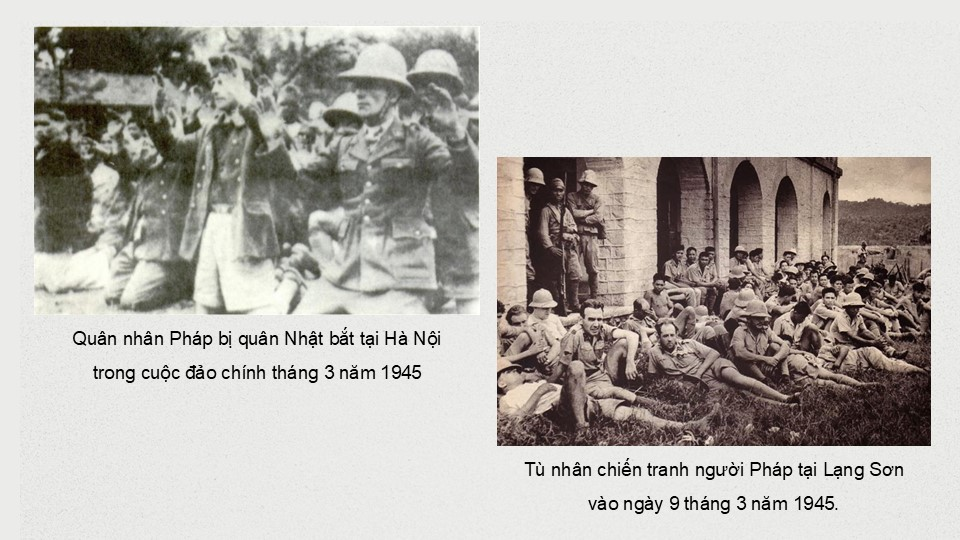 Quân nhân Pháp bị quân Nhật bắt tại Hà Nội
trong cuộc đảo chính tháng 3 năm 1945
Tù nhân chiến tranh người Pháp tại Lạng Sơn
vào ngày 9 tháng 3 năm 1945.